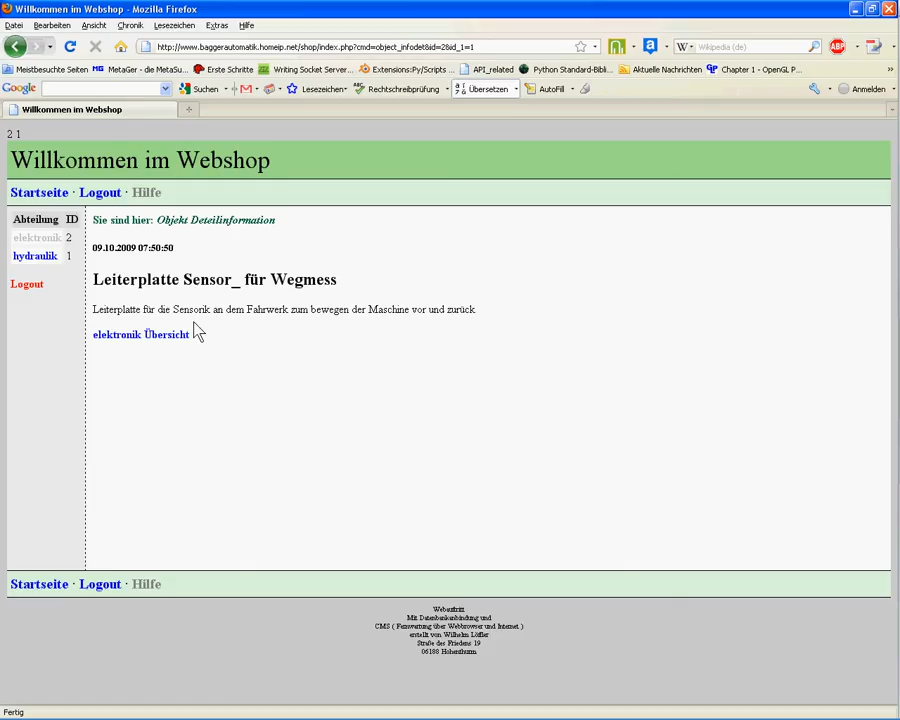 Willkommen im Webshop - Mozilla Firefox
Datei Bearbeiten Ansicht Chronik Lesezeichen Extras Hilfe
http://www.baggerautomatik.homeip.net/shop/index.php?cmd=object_infodet&id=2&id_1=1
W Wikipedia (de)
ABP
Meistbesuchte Seiten MG MetaGer - die MetaSu... Erste Schritte Writing Socket Server... Extensions:Py/Scripts ... API_related Python Standard-Bibli... Aktuelle Nachrichten Chapter 1 - OpenGL P... »
Google Suchen Lesezeichen Rechtschreibprüfung Übersetzen AutoFill Anmelden
Willkommen im Webshop
2 1
Willkommen im Webshop
Startseite · Logout · Hilfe
Abteilung ID
elektronik 2
hydraulik 1
Logout
Sie sind hier: Objekt Deteilinformation
09.10.2009 07:50:50
Leiterplatte Sensor_ für Wegmess
Leiterplatte für die Sensorik an dem Fahrwerk zum bewegen der Maschine vor und zurück
elektronik Übersicht
Startseite · Logout · Hilfe
Webauftritt
Mit Datenbankanbindung und
CMS ( Fernwartung über Webbrowser und Internet )
erstellt von Wilhelm Löffler
Straße des Friedens 19
06188 Hohenthurm
Fertig